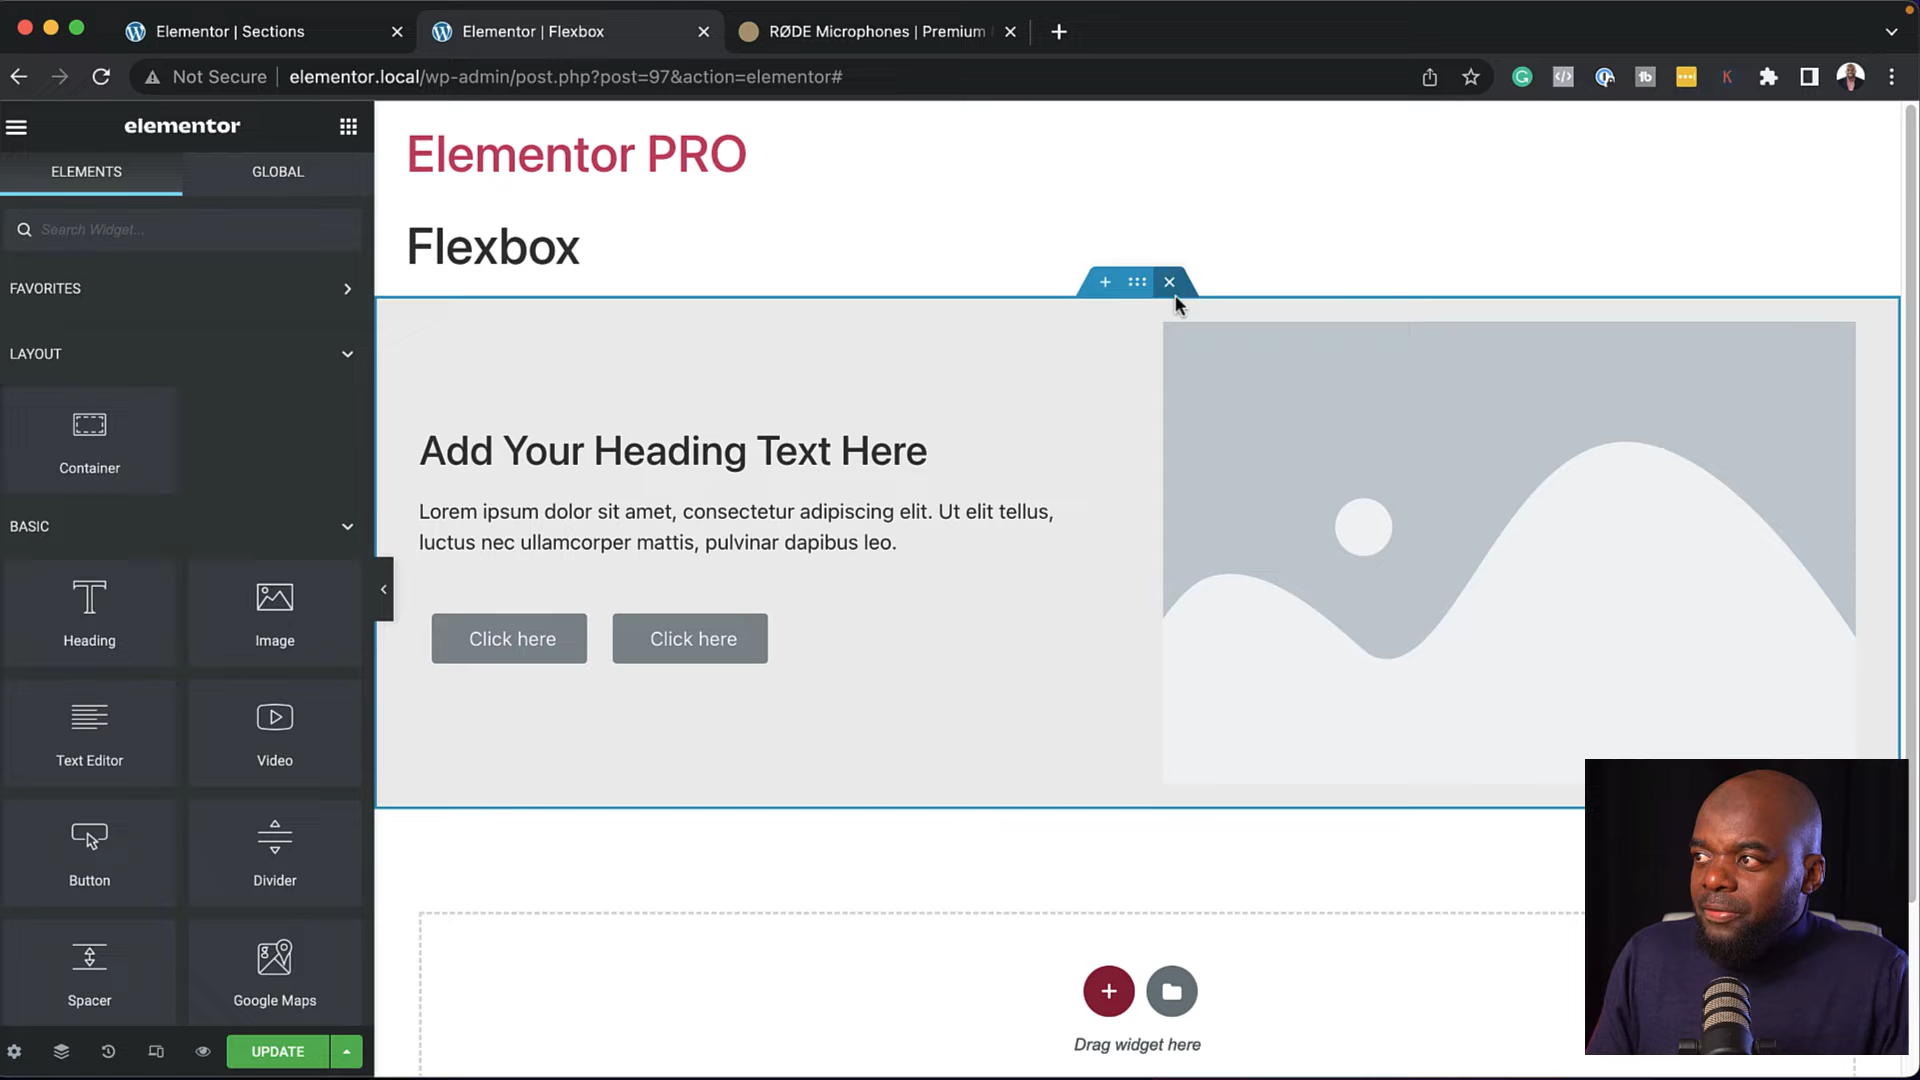 Elementor | Sections
Elementor | Flexbox
RØDE Microphones | Premium
Not Secure
elementor.local/wp-admin/post.php?post=97&action=elementor#
elementor
ELEMENTS
GLOBAL
Search Widget...
FAVORITES
LAYOUT
Container
BASIC
Heading
Image
Text Editor
Video
Button
Divider
Spacer
Google Maps
UPDATE
Elementor PRO
Flexbox
Add Your Heading Text Here
Lorem ipsum dolor sit amet, consectetur adipiscing elit. Ut elit tellus,
luctus nec ullamcorper mattis, pulvinar dapibus leo.
Click here
Click here
Drag widget here